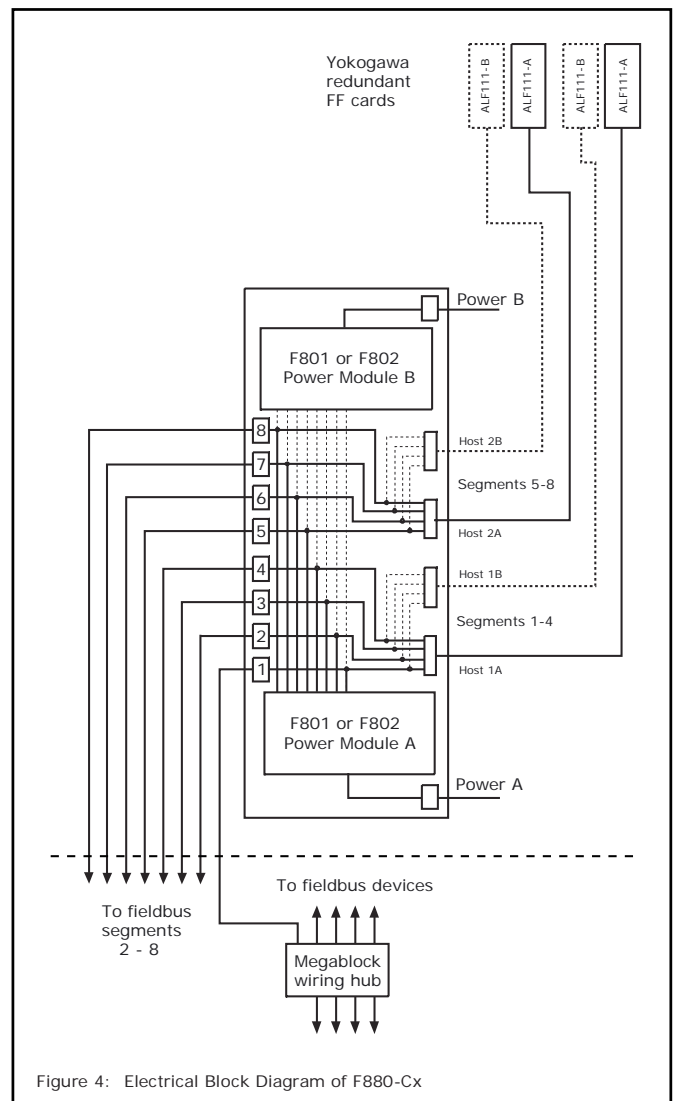 Yokogawa
redundant
FF cards
ALF111-B
ALF111-A
ALF111-B
ALF111-A
Power B
F801 or F802
Power Module B
8
7
6
5
4
3
2
1
Host 2B
Segments 5-8
Host 2A
Host 1B
Segments 1-4
Host 1A
F801 or F802
Power Module A
Power A
To fieldbus
segments
2 - 8
To fieldbus devices
Megablock
wiring hub
Figure 4: Electrical Block Diagram of F880-Cx